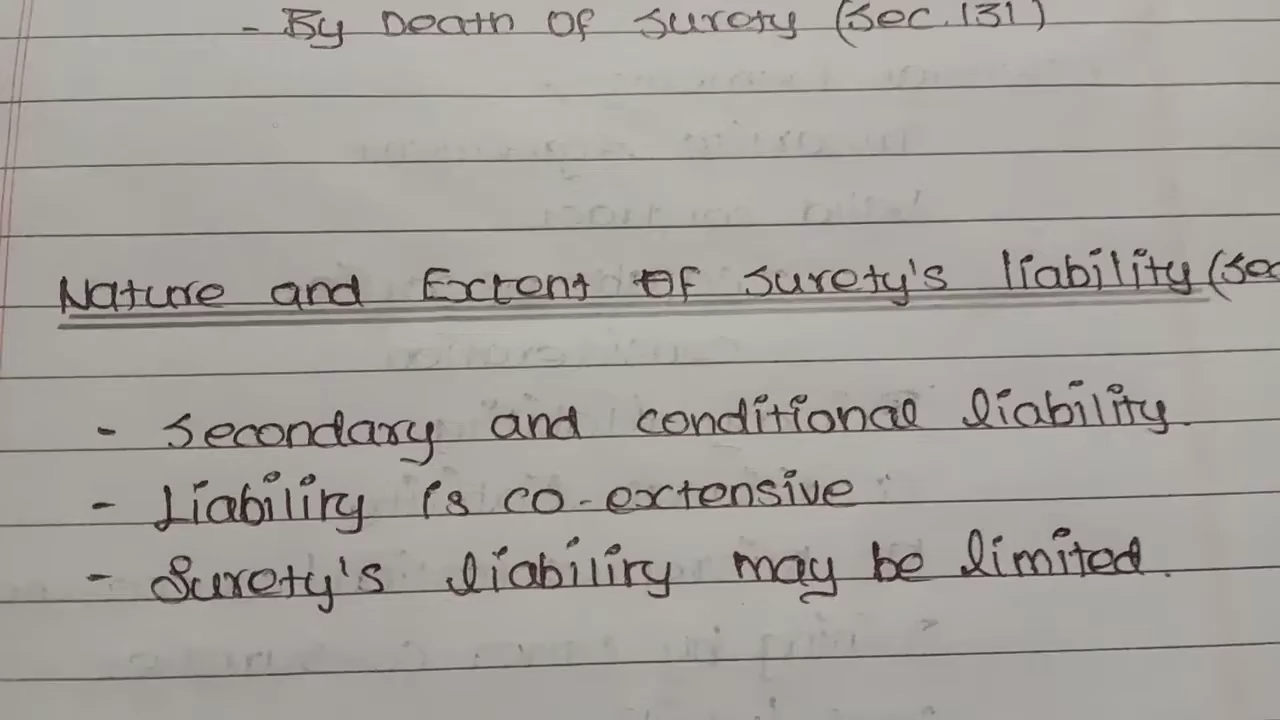 - By Death of surety (Sec. 131)
Nature and Extent of surety's liability (Sec
- Secondary and conditional liability.
- Liability is co-extensive
- Surety's liability may be limited.